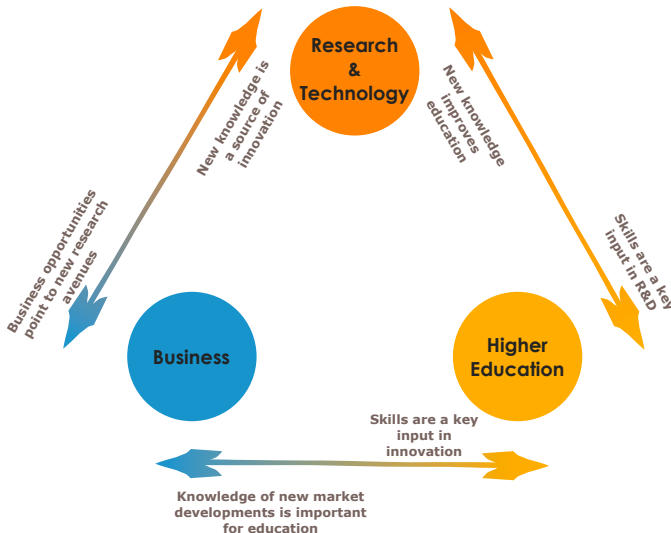 Research
&
Technology
New knowledge is
a source of
innovation
New knowledge
improves
education
Business opportunities
point to new research
avenues
Skills are a key
input in R&D
Business
Higher
Education
Skills are a key
input in
innovation
Knowledge of new market
developments is important
for education